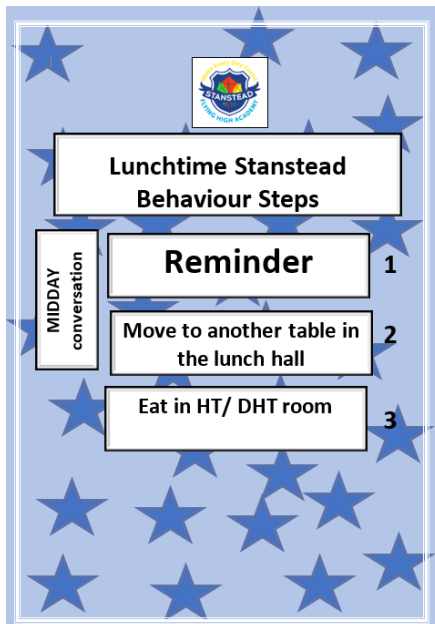 STANSTEAD
FLYING HIGH ACADEMY
Lunchtime Stanstead
Behaviour Steps
MIDDAY
conversation
Reminder
1
Move to another table in
the lunch hall
2
Eat in HT/ DHT room
3